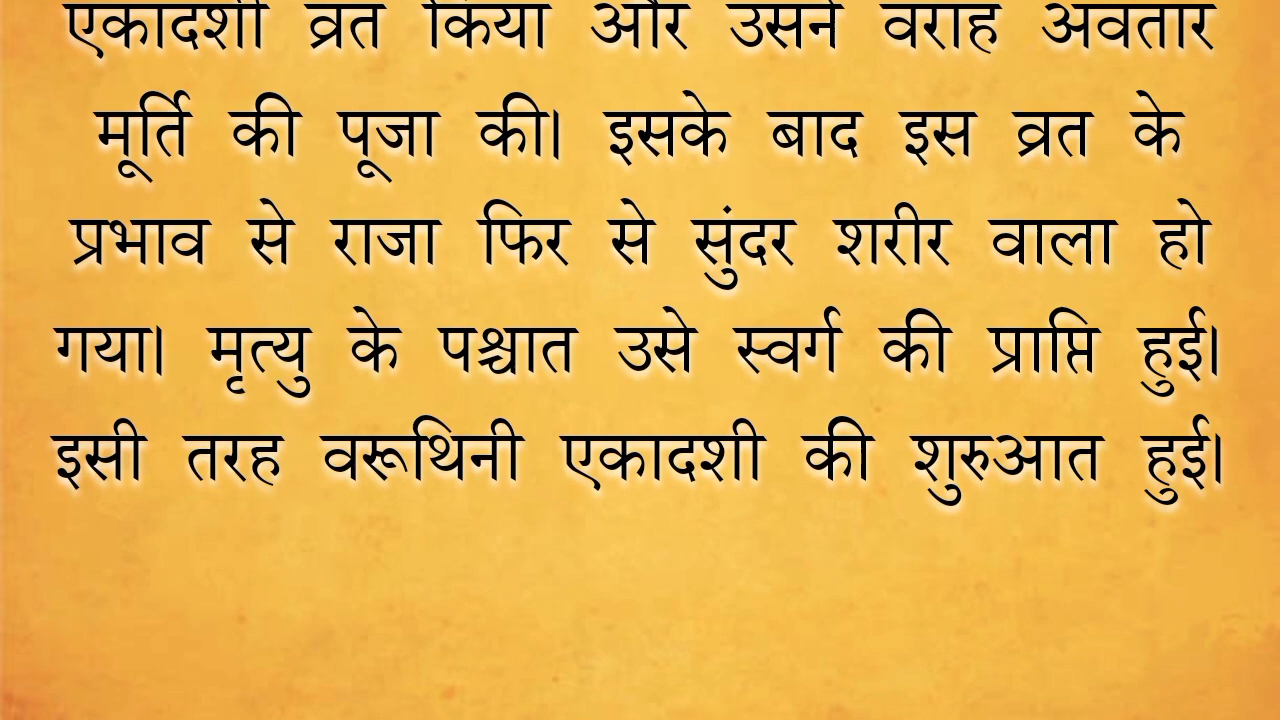 एकादशी व्रत किया और उसने वराह अवतार
मूर्ति की पूजा की। इसके बाद इस व्रत के
प्रभाव से राजा फिर से सुंदर शरीर वाला हो
गया। मृत्यु के पश्चात उसे स्वर्ग की प्राप्ति हुई।
इसी तरह वरूथिनी एकादशी की शुरुआत हुई।